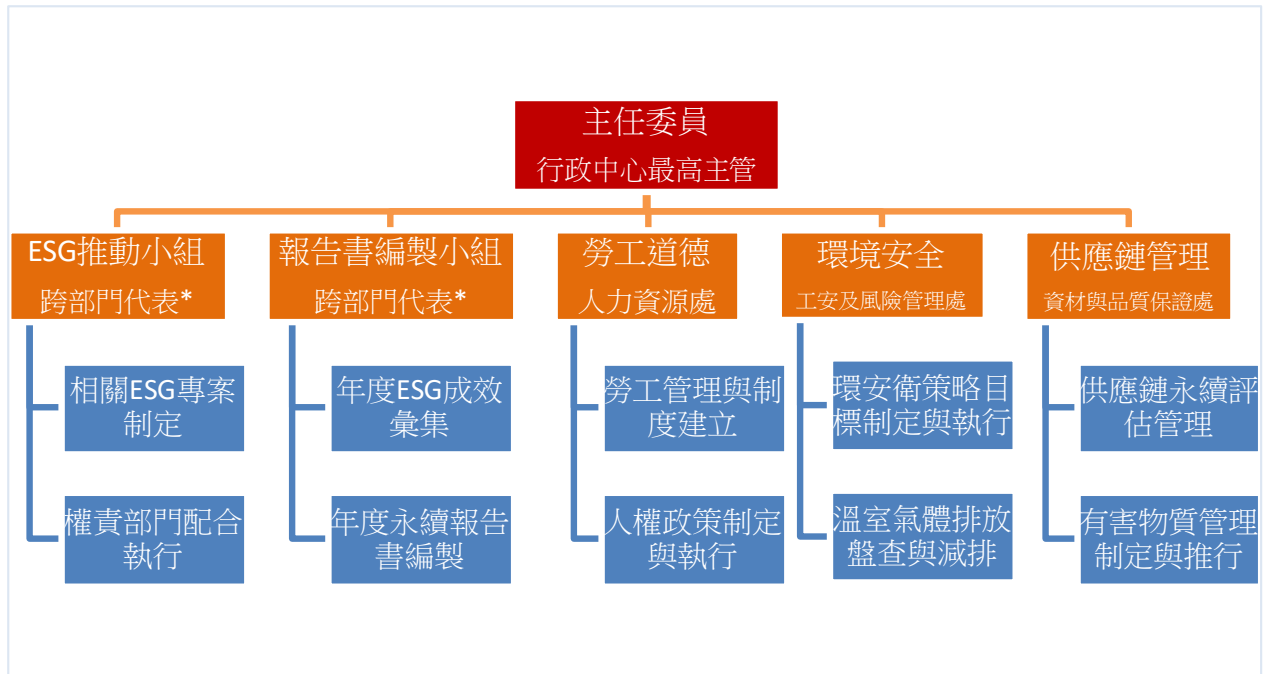 主任委員
行政中心最高主管
ESG推動小組
跨部門代表*
報告書編製小組
跨部門代表*
勞工道德
人力資源處
環境安全
工安及風險管理處
供應鏈管理
資材與品質保證處
相關ESG專案
制定
年度ESG成效
彙集
勞工管理與制
度建立
環安衛策略目
標制定與執行
供應鏈永續評
估管理
權責部門配合
執行
年度永續報告
書編製
人權政策制定
與執行
溫室氣體排放
盤查與減排
有害物質管理
制定與推行